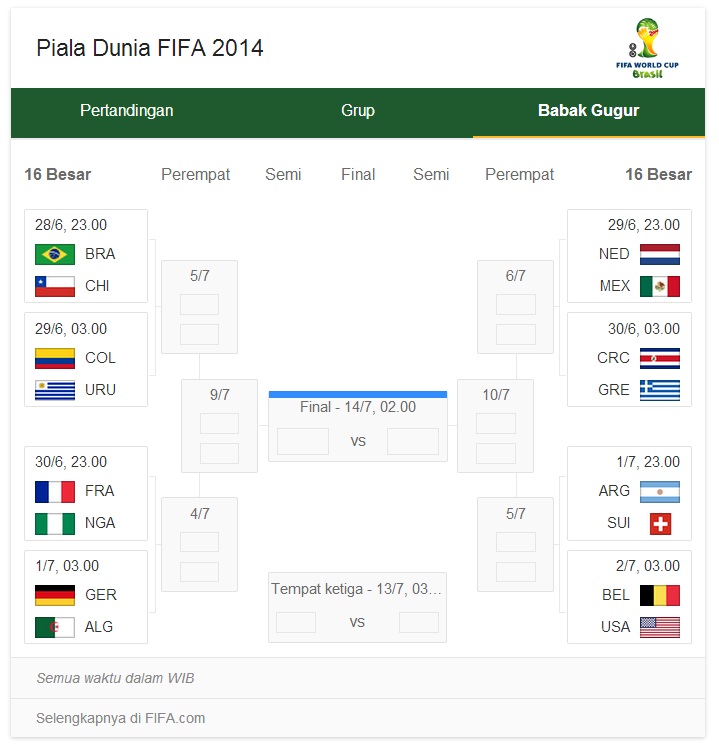 Piala Dunia FIFA 2014
FIFA WORLD CUP
Brasil
Pertandingan Grup Babak Gugur
16 Besar Perempat Semi Final Semi Perempat 16 Besar
28/6, 23.00
BRA
CHI
29/6, 03.00
COL
URU
30/6, 23.00
FRA
NGA
1/7, 03.00
GER
ALG
5/7
9/7
4/7
Final - 14/7, 02.00
vs
Tempat ketiga - 13/7, 03...
vs
6/7
10/7
5/7
29/6, 23.00
NED
MEX
30/6, 03.00
CRC
GRE
1/7, 23.00
ARG
SUI
2/7, 03.00
BEL
USA
Semua waktu dalam WIB
Selengkapnya di FIFA.com